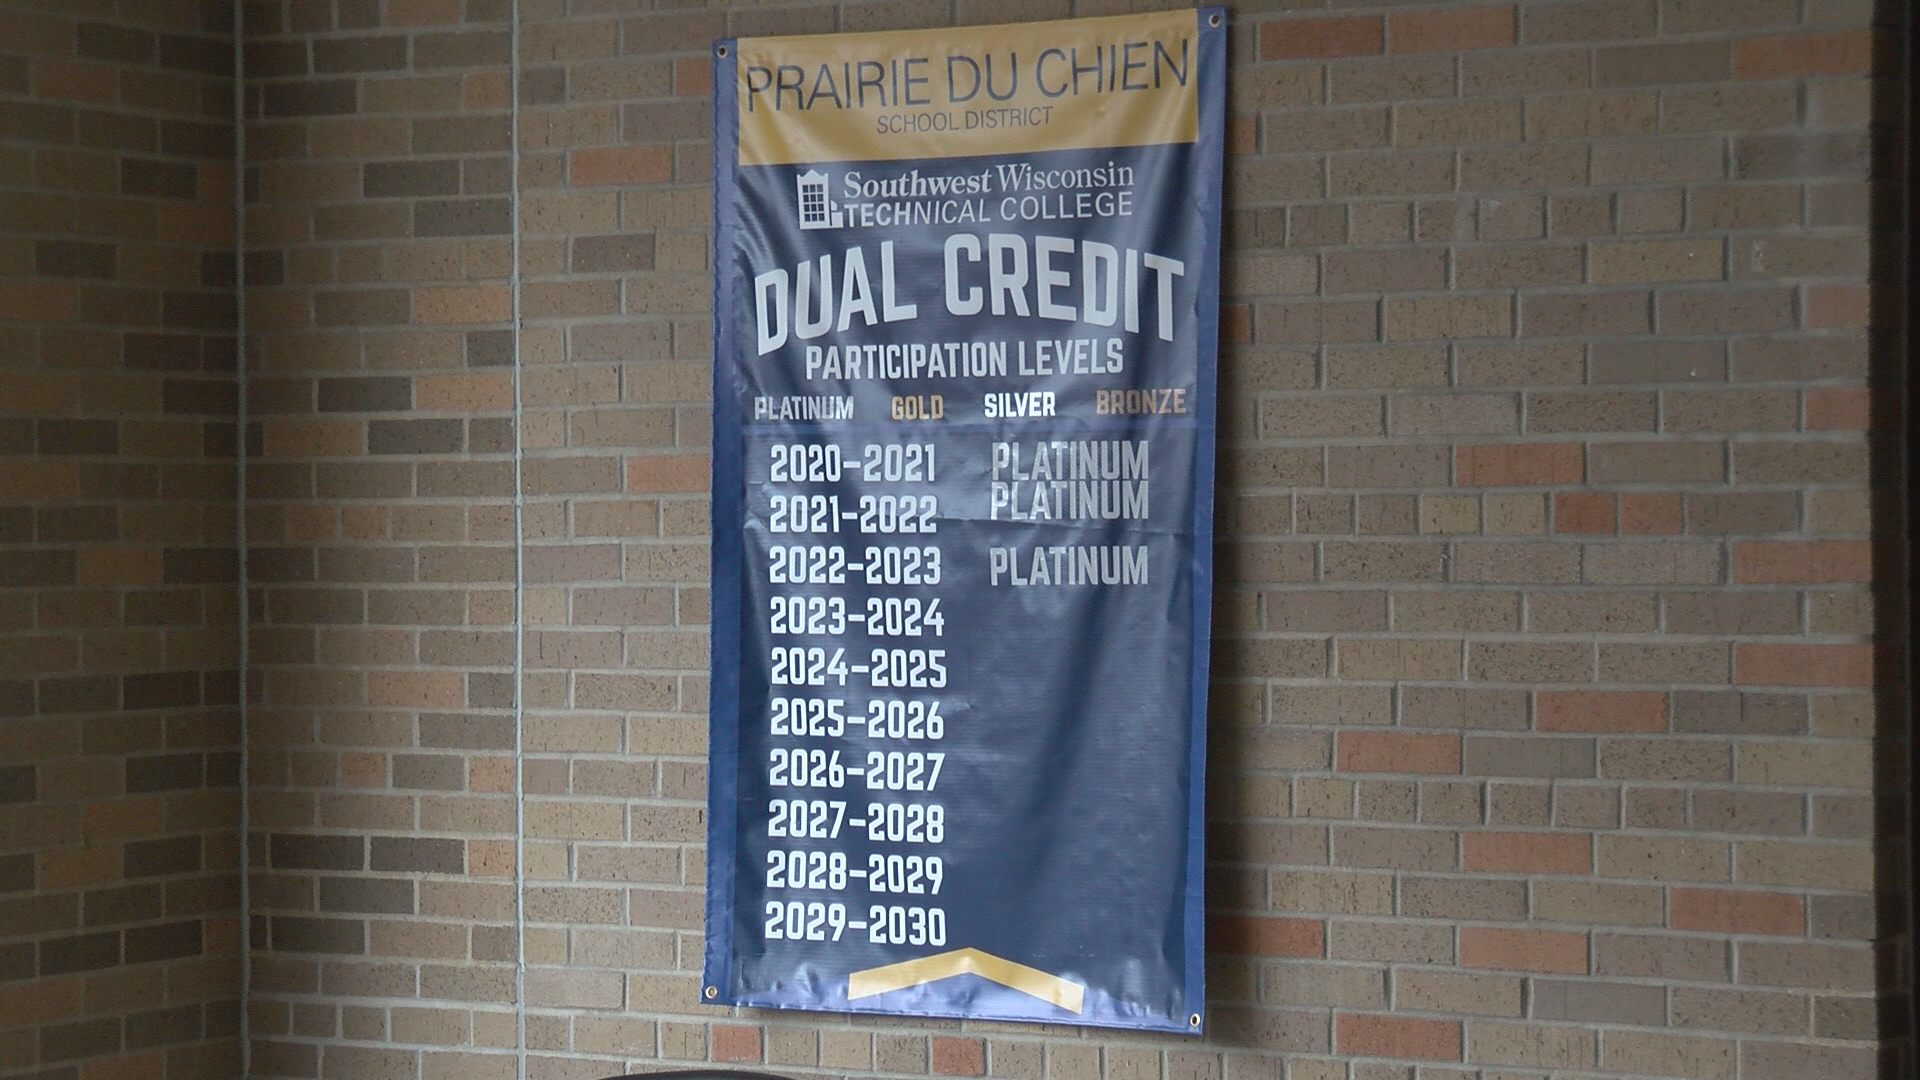 PRAIRIE DU CHIEN
SCHOOL DISTRICT
Southwest Wisconsin
TECHNICAL COLLEGE
DUAL CREDIT
PARTICIPATION LEVELS
PLATINUM GOLD SILVER BRONZE
2020-2021 PLATINUM
2021-2022 PLATINUM
2022-2023 PLATINUM
2023-2024
2024-2025
2025-2026
2026-2027
2027-2028
2028-2029
2029-2030